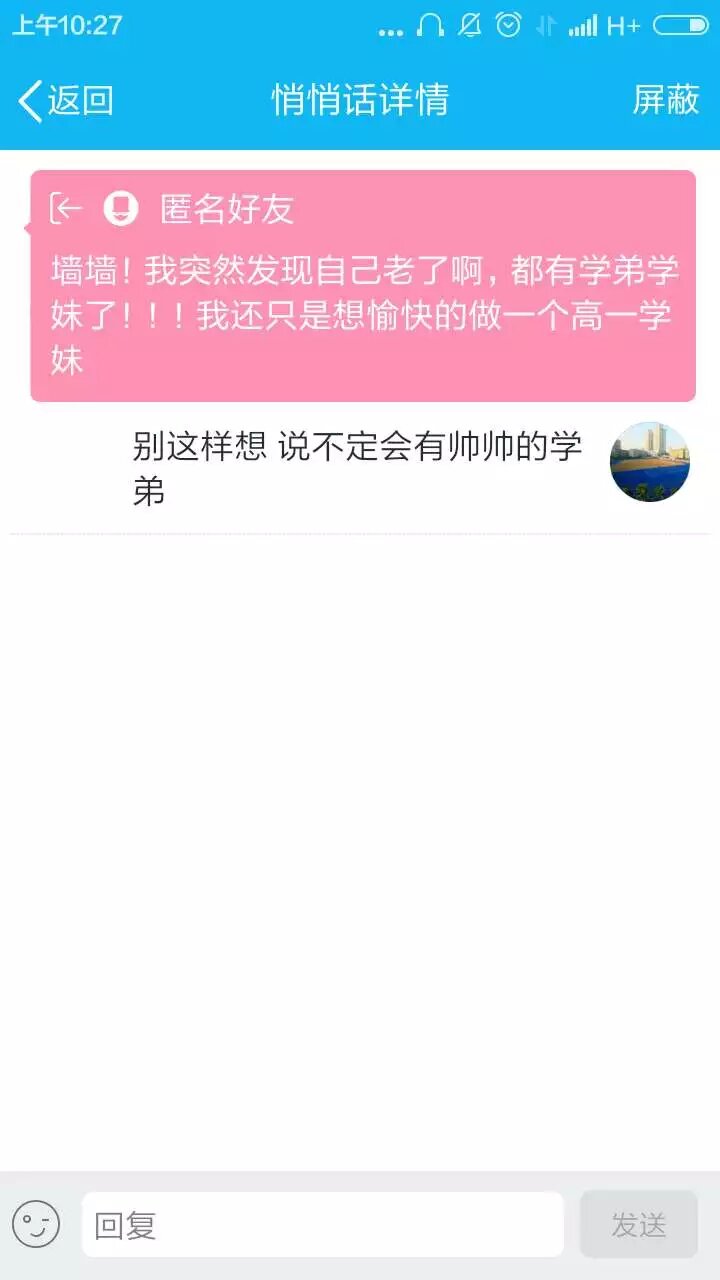 上午10:27
... H+
返回 悄悄话详情 屏蔽
匿名好友
墙墙！我突然发现自己老了啊，都有学弟学
妹了！！！我还只是想愉快的做一个高一学
妹
别这样想 说不定会有帅帅的学
弟
回复 发送